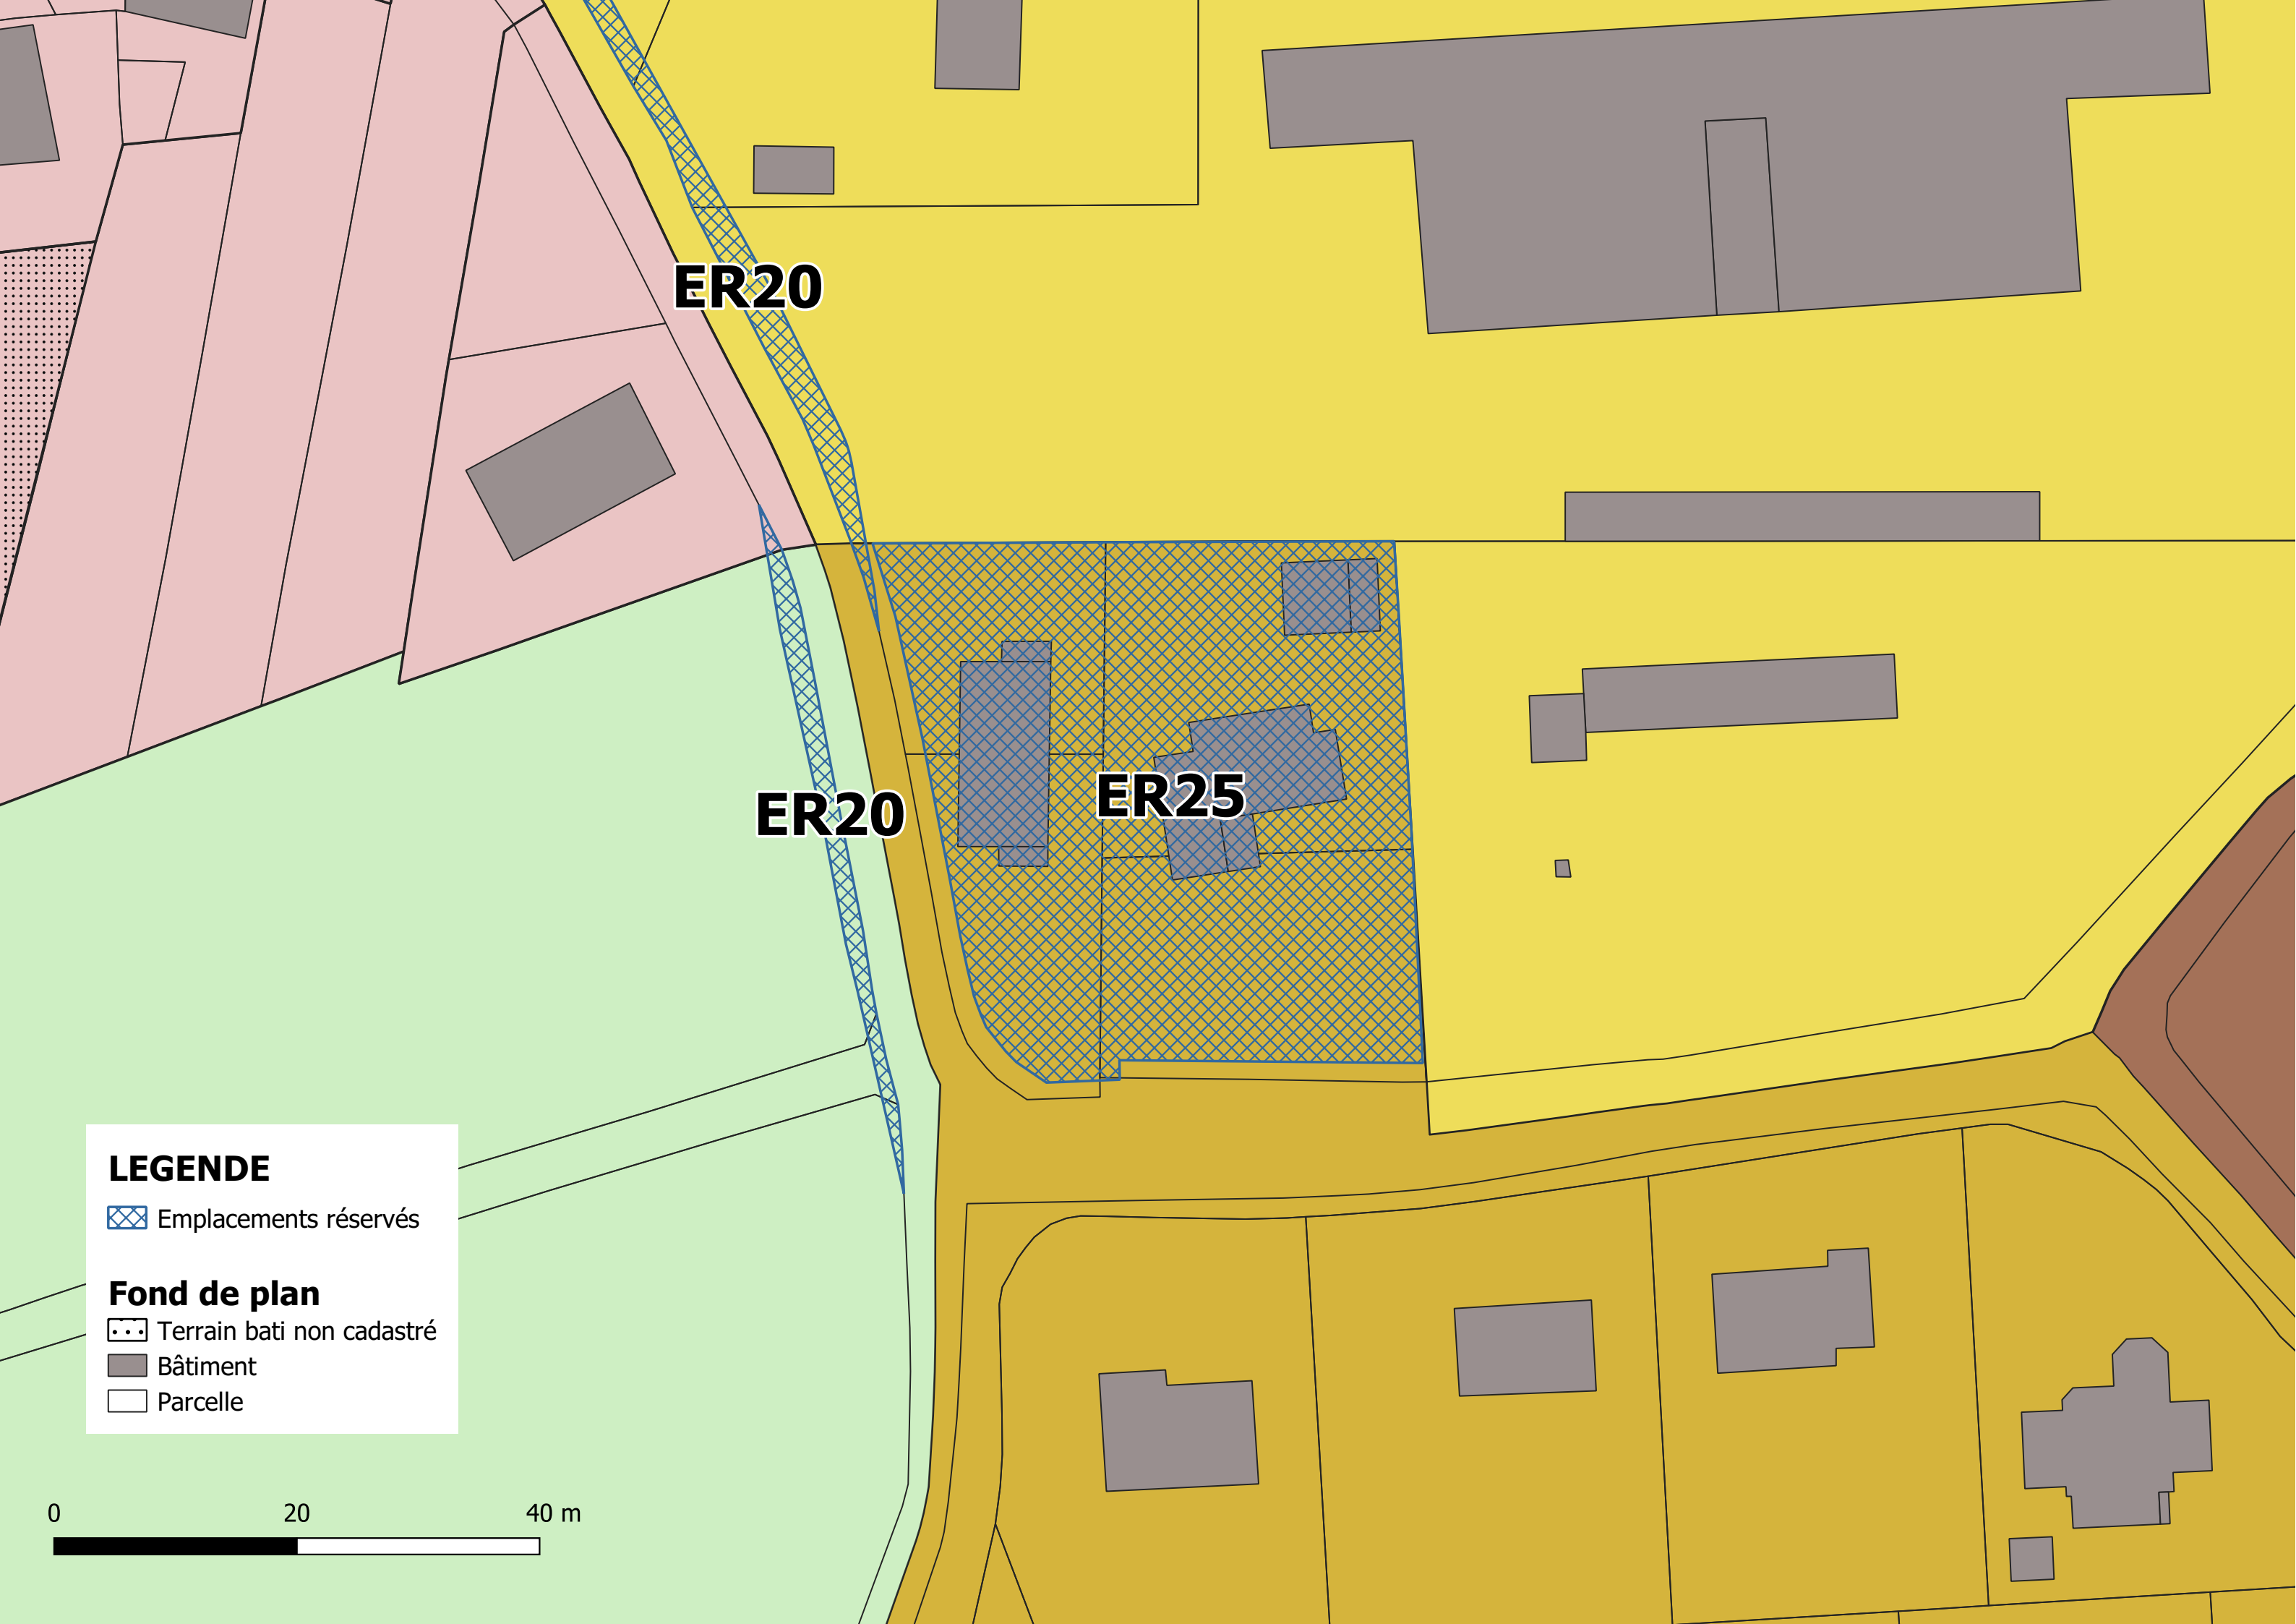 ER20
ER25
ER20
LEGENDE
Emplacements réservés
Fond de plan
Terrain bati non cadastré
Bâtiment
Parcelle
0 20 40 m